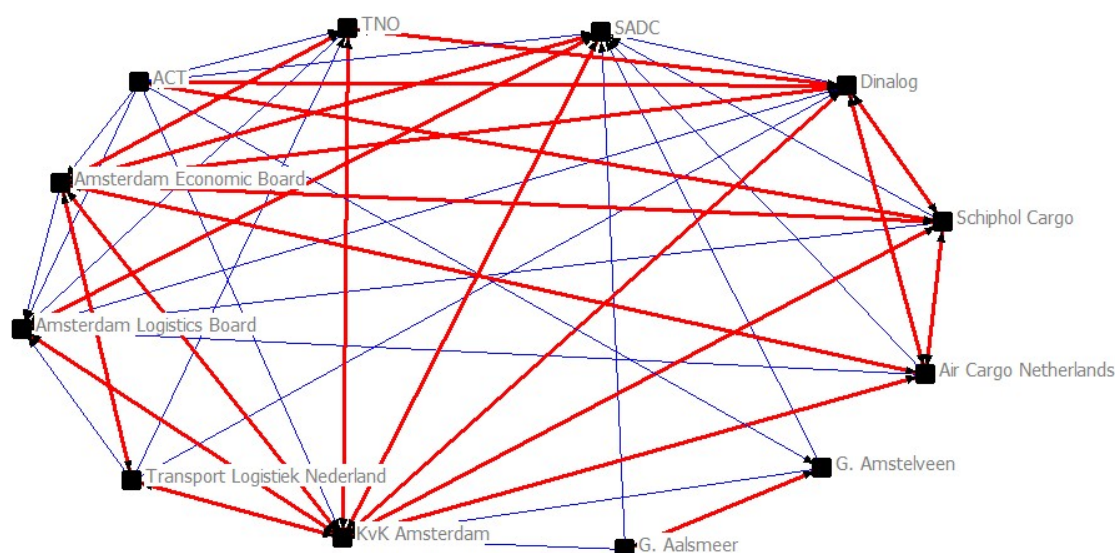 TNO
SADC
ACT
Dinalog
Amsterdam Economic Board
Schiphol Cargo
Amsterdam Logistics Board
Air Cargo Netherlands
G. Amstelveen
Transport Logistiek Nederland
KvK Amsterdam
G. Aalsmeer